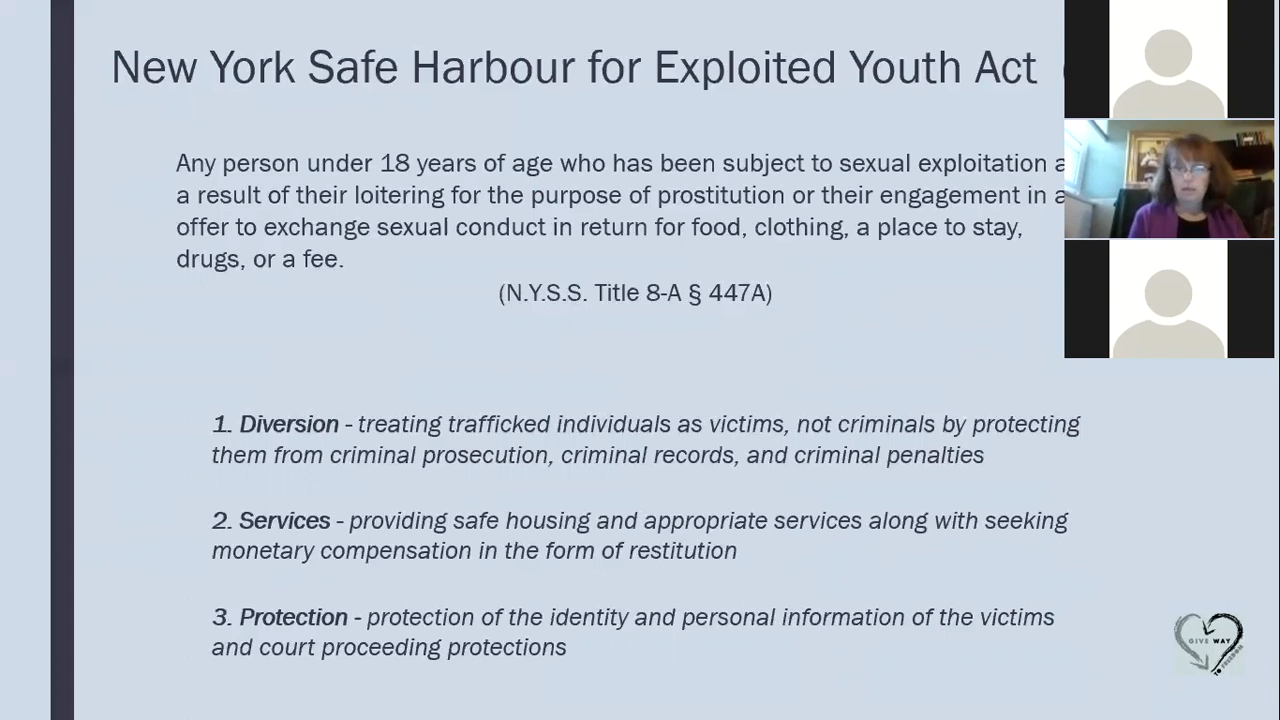 New York Safe Harbour for Exploited Youth Act
Any person under 18 years of age who has been subject to sexual exploitation
a result of their loitering for the purpose of prostitution or their engagement in
offer to exchange sexual conduct in return for food, clothing, a place to stay,
drugs, or a fee.
(N.Y.S.S. Title 8-A § 447A)
1. Diversion - treating trafficked individuals as victims, not criminals by protecting
them from criminal prosecution, criminal records, and criminal penalties
2. Services - providing safe housing and appropriate services along with seeking
monetary compensation in the form of restitution
3. Protection - protection of the identity and personal information of the victims
and court proceeding protections
GIVE WAY
TO FREEDOM